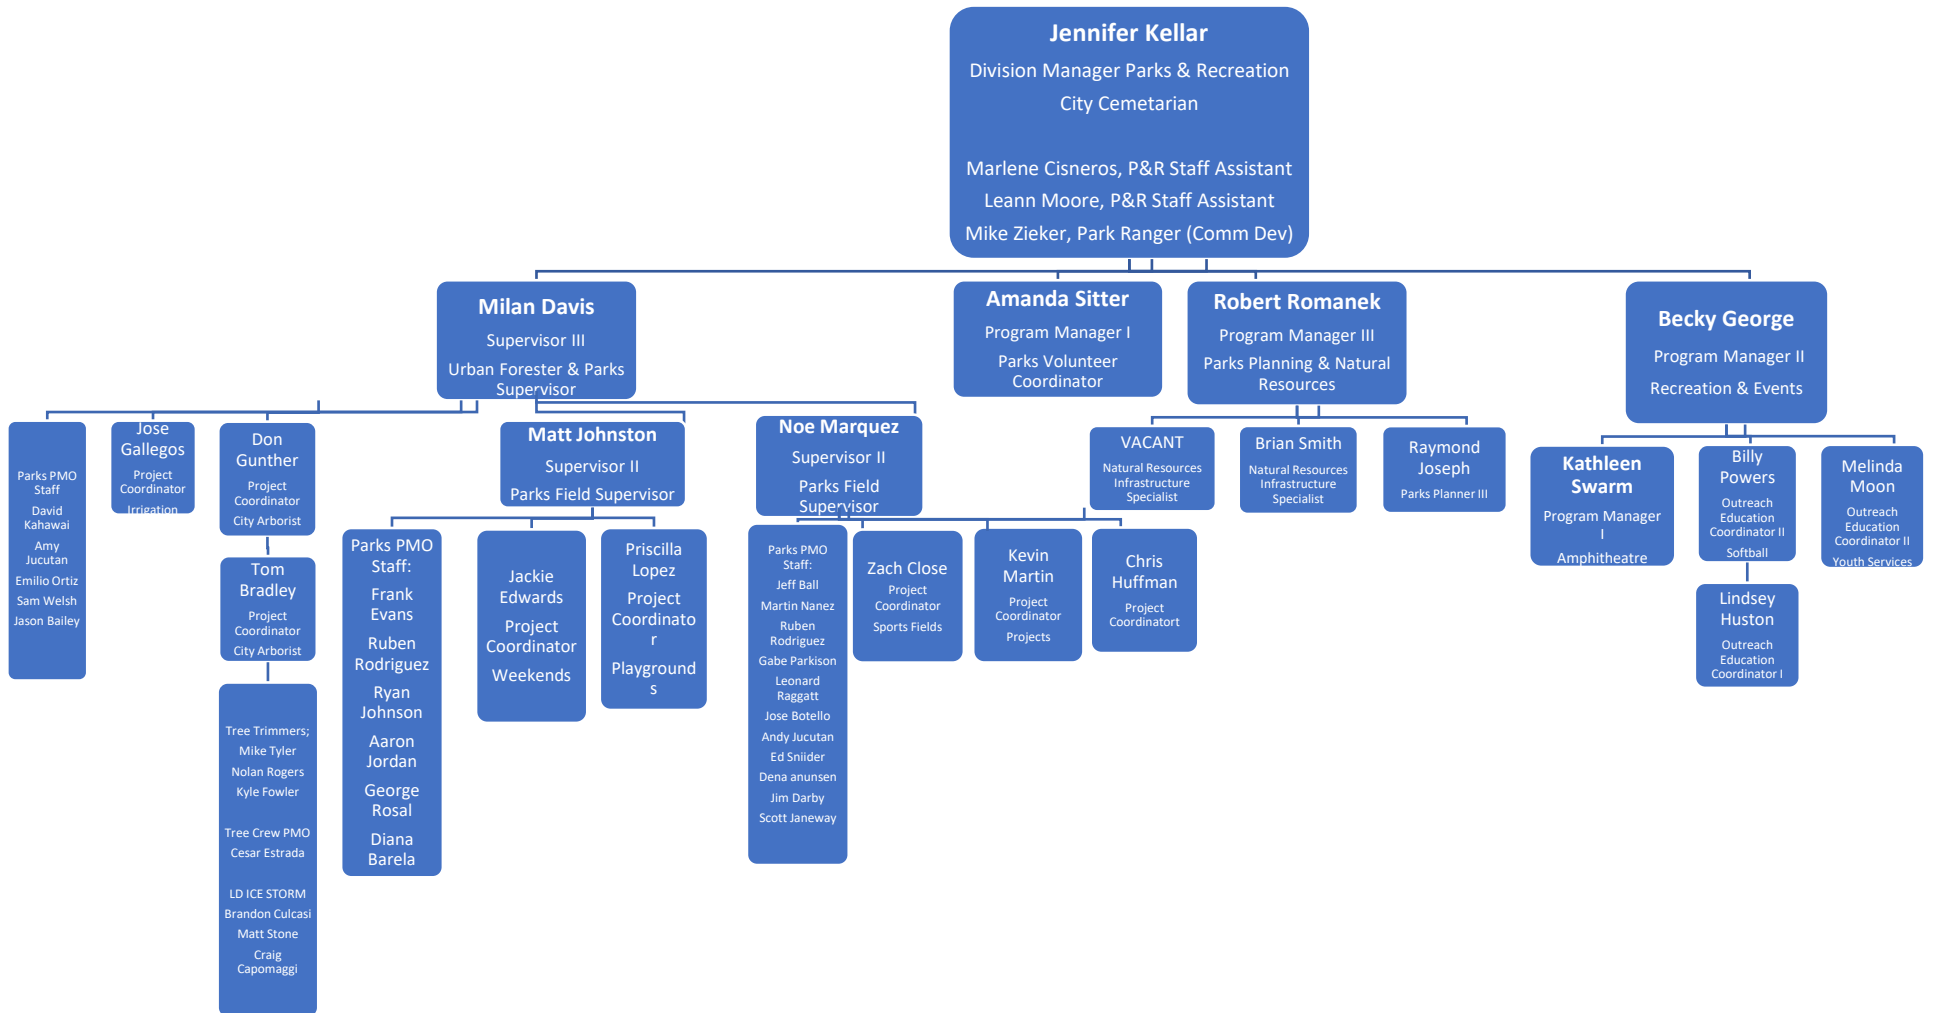 Jennifer Kellar
Division Manager Parks & Recreation
City Cemetarian
Marlene Cisneros, P&R Staff Assistant
Leann Moore, P&R Staff Assistant
Mike Zieker, Park Ranger (Comm Dev)
Milan Davis
Supervisor III
Urban Forester & Parks
Supervisor
Amanda Sitter
Program Manager I
Parks Volunteer
Coordinator
Robert Romanek
Program Manager III
Parks Planning & Natural
Resources
Becky George
Program Manager II
Recreation & Events
Parks PMO
Staff
David
Kahawai
Amy
Jucutan
Emilio Ortiz
Sam Welsh
Jason Bailey
Jose
Gallegos
Project
Coordinator
Irrigation
Don
Gunther
Project
Coordinator
City Arborist
Tom
Bradley
Project
Coordinator
City Arborist
Tree Trimmers;
Mike Tyler
Nolan Rogers
Kyle Fowler
Tree Crew PMO
Cesar Estrada
LD ICE STORM
Brandon Culcasi
Matt Stone
Craig
Capomaggi
Matt Johnston
Supervisor II
Parks Field Supervisor
Parks PMO
Staff:
Frank
Evans
Ruben
Rodriguez
Ryan
Johnson
Aaron
Jordan
George
Rosal
Diana
Barela
Jackie
Edwards
Project
Coordinator
Weekends
Priscilla
Lopez
Project
Coordinato
r
Playground
s
Noe Marquez
Supervisor II
Parks Field
Supervisor
Parks PMO
Staff:
Jeff Ball
Martin Nanez
Ruben
Rodriguez
Gabe Parkison
Leonard
Raggatt
Jose Botello
Andy Jucutan
Ed Sniider
Dena anunsen
Jim Darby
Scott Janeway
Zach Close
Project
Coordinator
Sports Fields
Kevin
Martin
Project
Coordinator
Projects
Chris
Huffman
Project
Coordinatort
VACANT
Natural Resources
Infrastructure
Specialist
Brian Smith
Natural Resources
Infrastructure
Specialist
Raymond
Joseph
Parks Planner III
Kathleen
Swarm
Program Manager
I
Amphitheatre
Billy
Powers
Outreach
Education
Coordinator II
Softball
Lindsey
Huston
Outreach
Education
Coordinator I
Melinda
Moon
Outreach
Education
Coordinator II
Youth Services